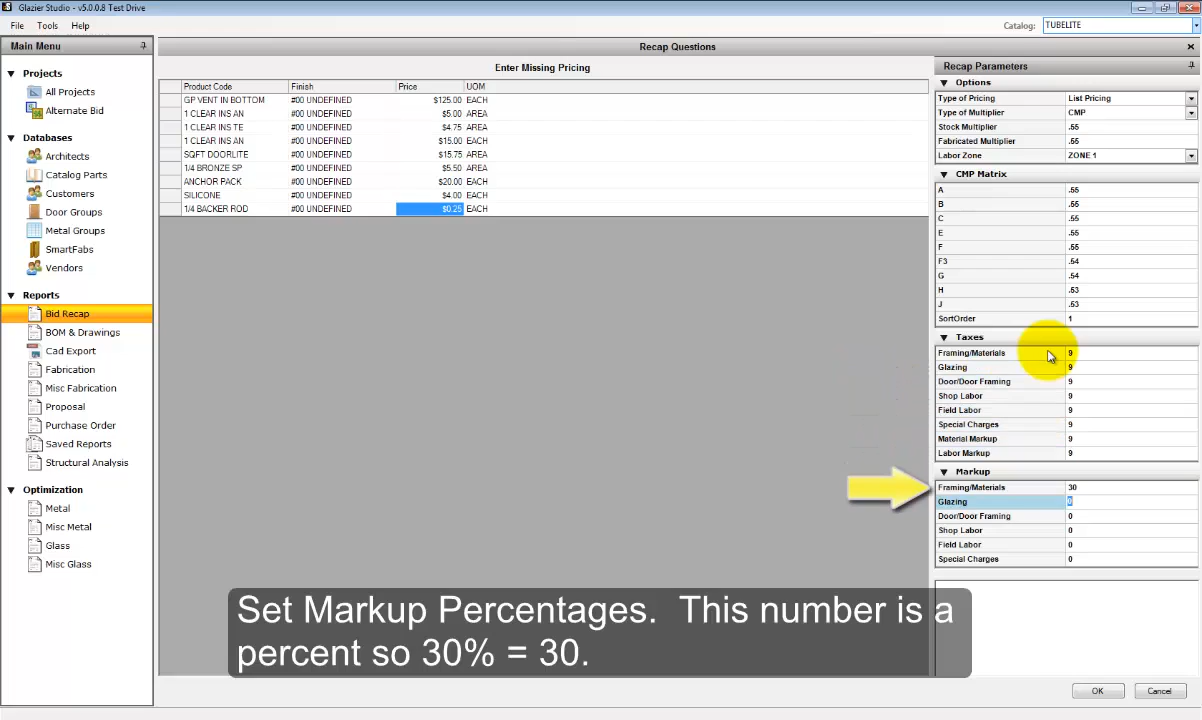 Glazier Studio - v5.0.0.8 Test Drive
File Tools Help
Catalog: TUBELITE
Main Menu
Projects
All Projects
Alternate Bid
Databases
Architects
Catalog Parts
Customers
Door Groups
Metal Groups
SmartFabs
Vendors
Reports
Bid Recap
BOM & Drawings
Cad Export
Fabrication
Misc Fabrication
Proposal
Purchase Order
Saved Reports
Structural Analysis
Optimization
Metal
Misc Metal
Glass
Misc Glass
Recap Questions
Enter Missing Pricing
Product Code Finish Price UOM
GP VENT IN BOTTOM #00 UNDEFINED $125.00 EACH
1 CLEAR INS AN #00 UNDEFINED $5.00 AREA
1 CLEAR INS TE #00 UNDEFINED $4.75 AREA
1 CLEAR INS AN #00 UNDEFINED $15.00 EACH
SQFT DOORLITE #00 UNDEFINED $15.75 AREA
1/4 BRONZE SP #00 UNDEFINED $5.50 AREA
ANCHOR PACK #00 UNDEFINED $20.00 EACH
SILICONE #00 UNDEFINED $4.00 EACH
1/4 BACKER ROD #00 UNDEFINED $0.25 EACH
Recap Parameters
Options
Type of Pricing List Pricing
Type of Multiplier CMP
Stock Multiplier .55
Fabricated Multiplier .55
Labor Zone ZONE 1
CMP Matrix
A .55
B .55
C .55
E .55
F .55
F3 .54
G .54
H .53
J .53
SortOrder 1
Taxes
Framing/Materials 9
Glazing 9
Door/Door Framing 9
Shop Labor 9
Field Labor 9
Special Charges 9
Material Markup 9
Labor Markup 9
Markup
Framing/Materials 30
Glazing 0
Door/Door Framing 0
Shop Labor 0
Field Labor 0
Special Charges 0
Set Markup Percentages. This number is a
percent so 30% = 30.
OK Cancel